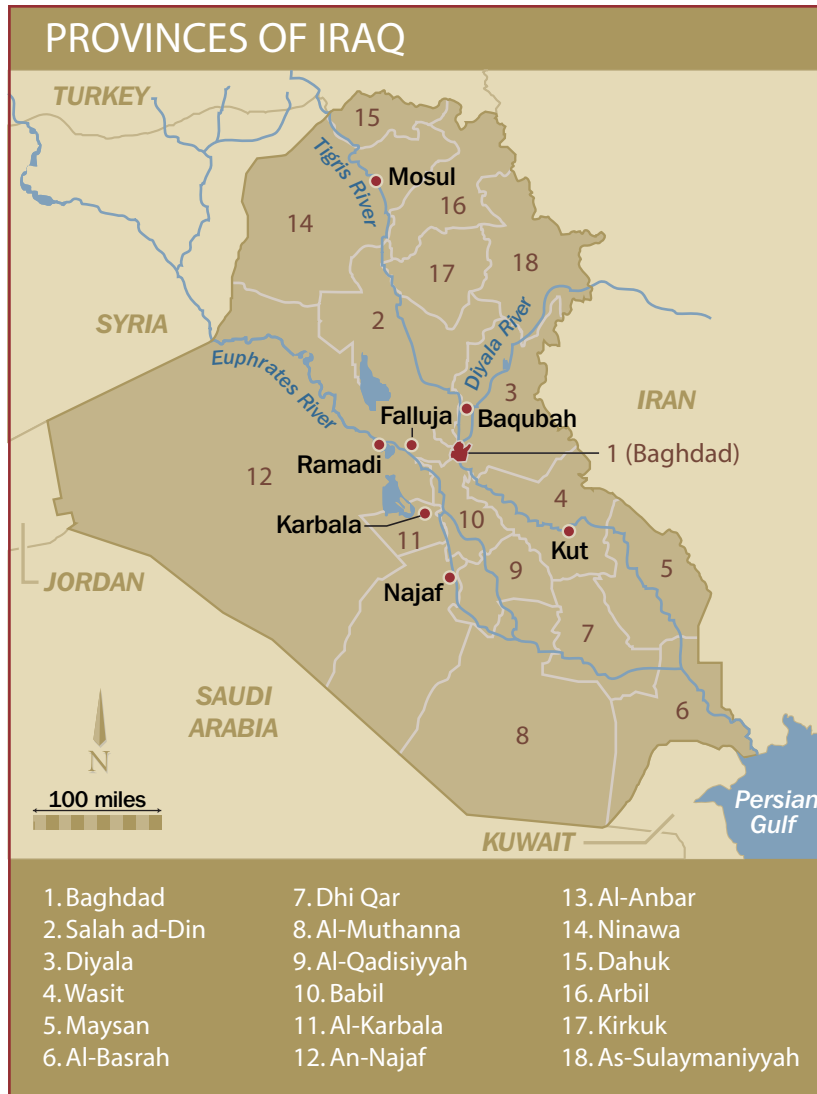 PROVINCES OF IRAQ
TURKEY
15
Tigris River
Mosul
14
16
17
18
SYRIA
2
Euphrates River
Diyala River
3
IRAN
Falluja
Baqubah
Ramadi
1 (Baghdad)
12
Karbala
10
4
11
Kut
JORDAN
Najaf
9
5
7
SAUDI
ARABIA
6
8
N
100 miles
Persian
Gulf
KUWAIT
1. Baghdad
2. Salah ad-Din
3. Diyala
4. Wasit
5. Maysan
6. Al-Basrah
7. Dhi Qar
8. Al-Muthanna
9. Al-Qadisiyyah
10. Babil
11. Al-Karbala
12. An-Najaf
13. Al-Anbar
14. Ninawa
15. Dahuk
16. Arbil
17. Kirkuk
18. As-Sulaymaniyyah